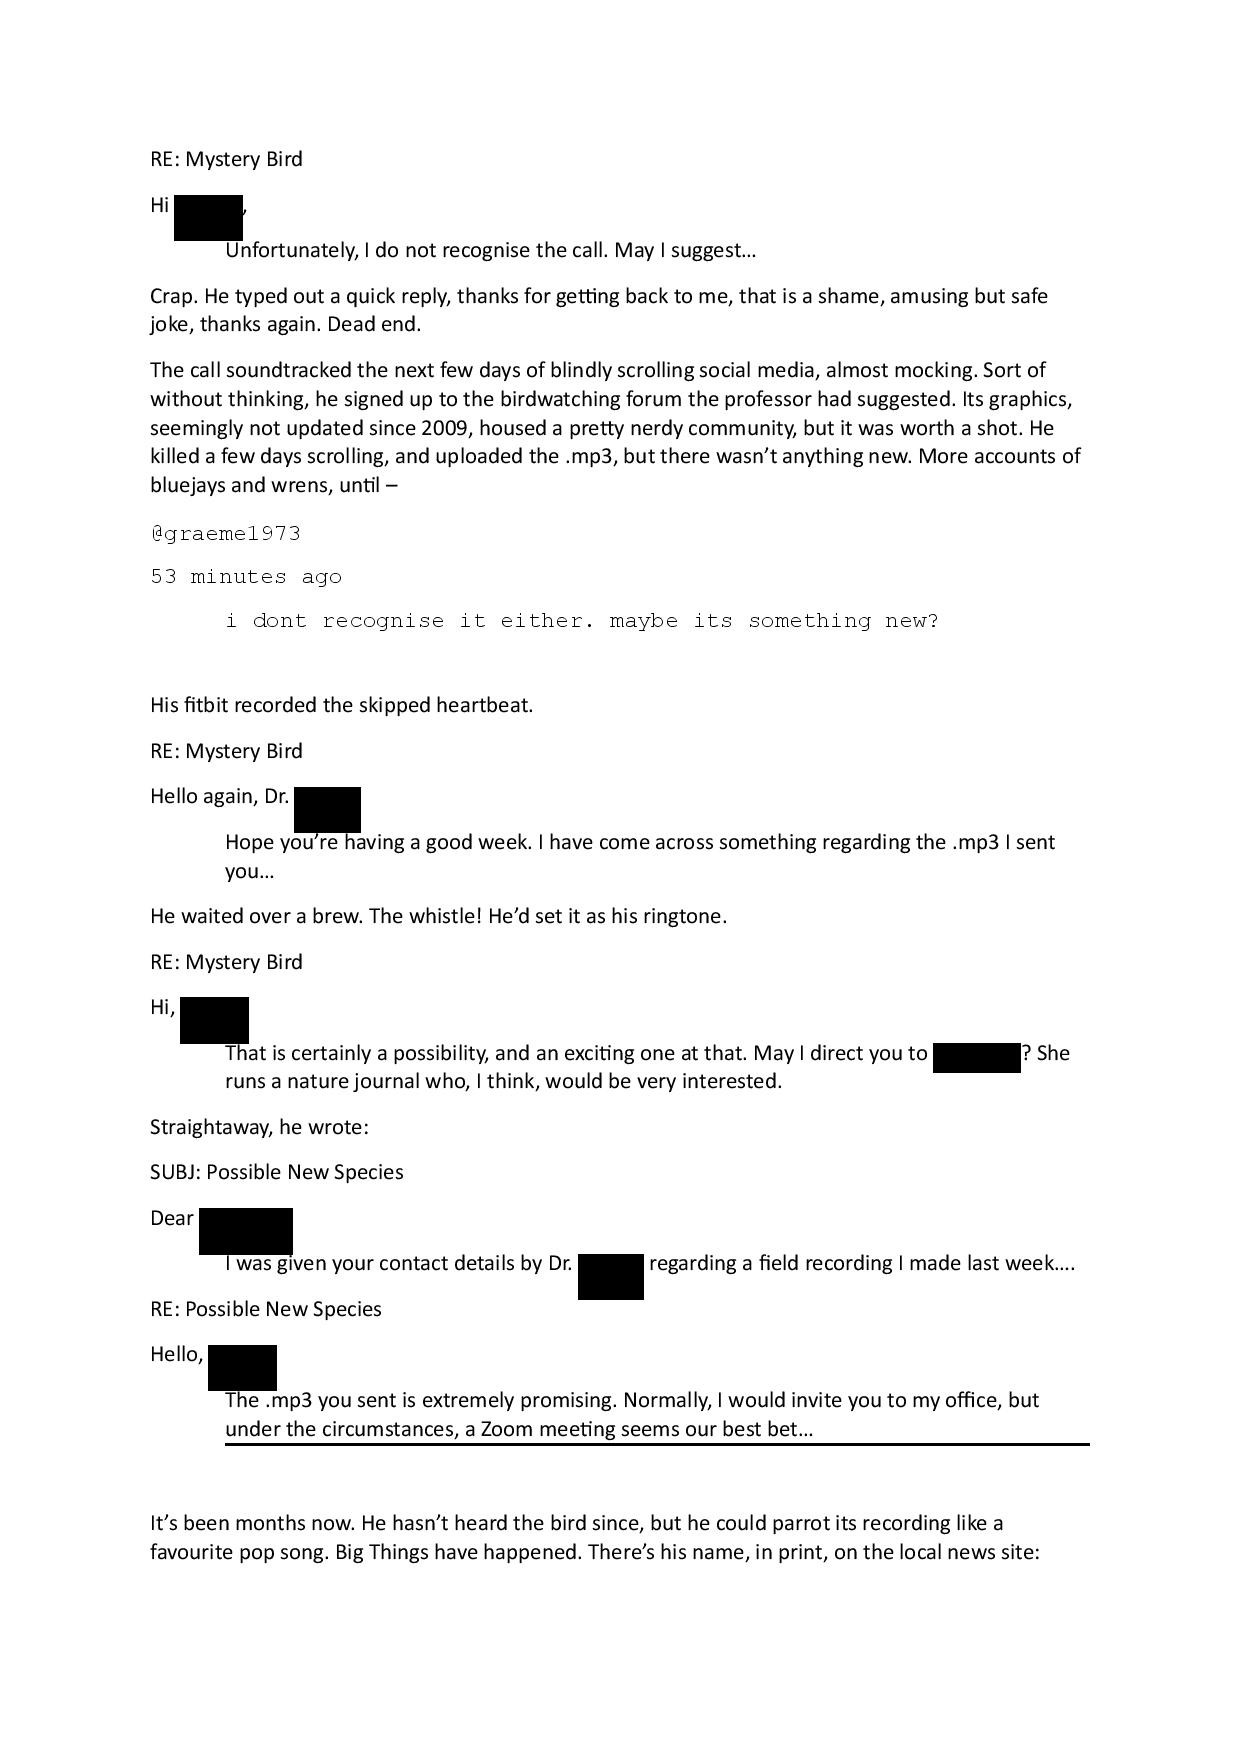 RE: Mystery Bird
Hi ,
Unfortunately, I do not recognise the call. May I suggest…
Crap. He typed out a quick reply, thanks for getting back to me, that is a shame, amusing but safe
joke, thanks again. Dead end.
The call soundtracked the next few days of blindly scrolling social media, almost mocking. Sort of
without thinking, he signed up to the birdwatching forum the professor had suggested. Its graphics,
seemingly not updated since 2009, housed a pretty nerdy community, but it was worth a shot. He
killed a few days scrolling, and uploaded the .mp3, but there wasn’t anything new. More accounts of
bluejays and wrens, until –
@graeme1973
53 minutes ago
i dont recognise it either. maybe its something new?
His fitbit recorded the skipped heartbeat.
RE: Mystery Bird
Hello again, Dr.
Hope you’re having a good week. I have come across something regarding the .mp3 I sent
you…
He waited over a brew. The whistle! He’d set it as his ringtone.
RE: Mystery Bird
Hi,
That is certainly a possibility, and an exciting one at that. May I direct you to ? She
runs a nature journal who, I think, would be very interested.
Straightaway, he wrote:
SUBJ: Possible New Species
Dear
I was given your contact details by Dr. regarding a field recording I made last week….
RE: Possible New Species
Hello,
The .mp3 you sent is extremely promising. Normally, I would invite you to my office, but
under the circumstances, a Zoom meeting seems our best bet…
It’s been months now. He hasn’t heard the bird since, but he could parrot its recording like a
favourite pop song. Big Things have happened. There’s his name, in print, on the local news site: